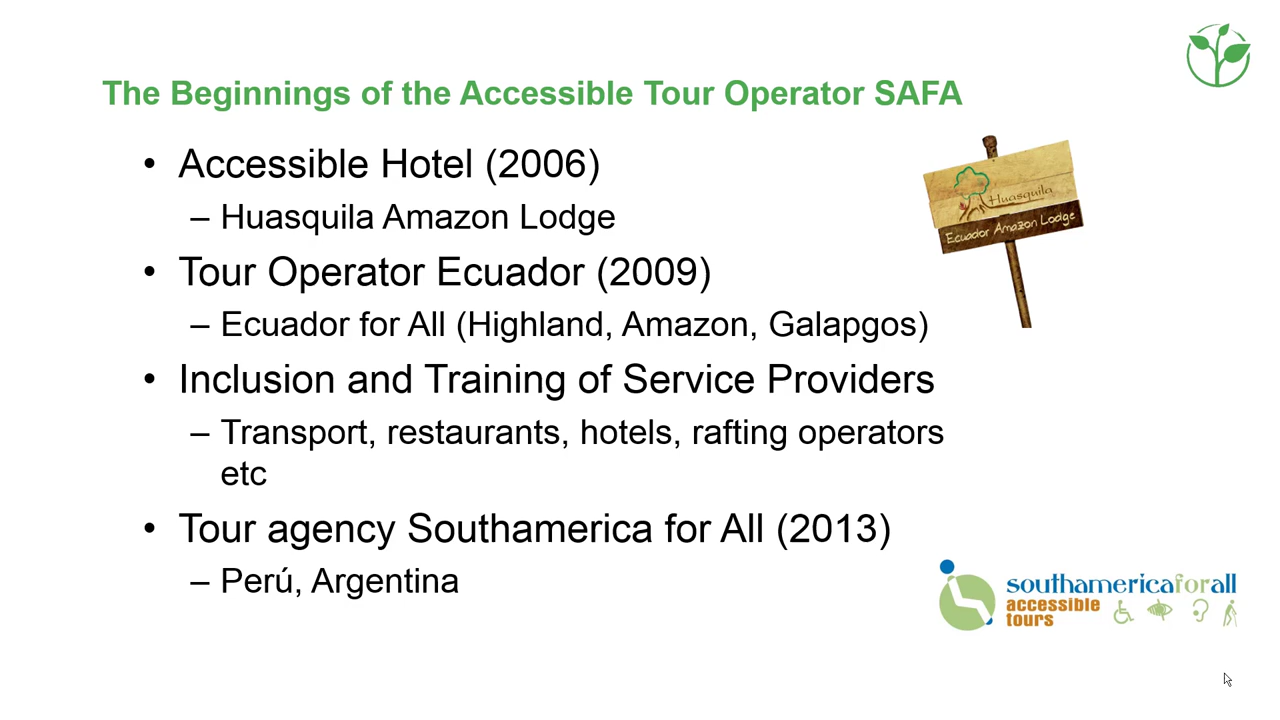 The Beginnings of the Accessible Tour Operator SAFA
• Accessible Hotel (2006)
– Huasquila Amazon Lodge
Huasquila
Ecuador Amazon Lodge
• Tour Operator Ecuador (2009)
– Ecuador for All (Highland, Amazon, Galapgos)
• Inclusion and Training of Service Providers
– Transport, restaurants, hotels, rafting operators
etc
• Tour agency Southamerica for All (2013)
– Perú, Argentina
southamericaforall
accessible
tours